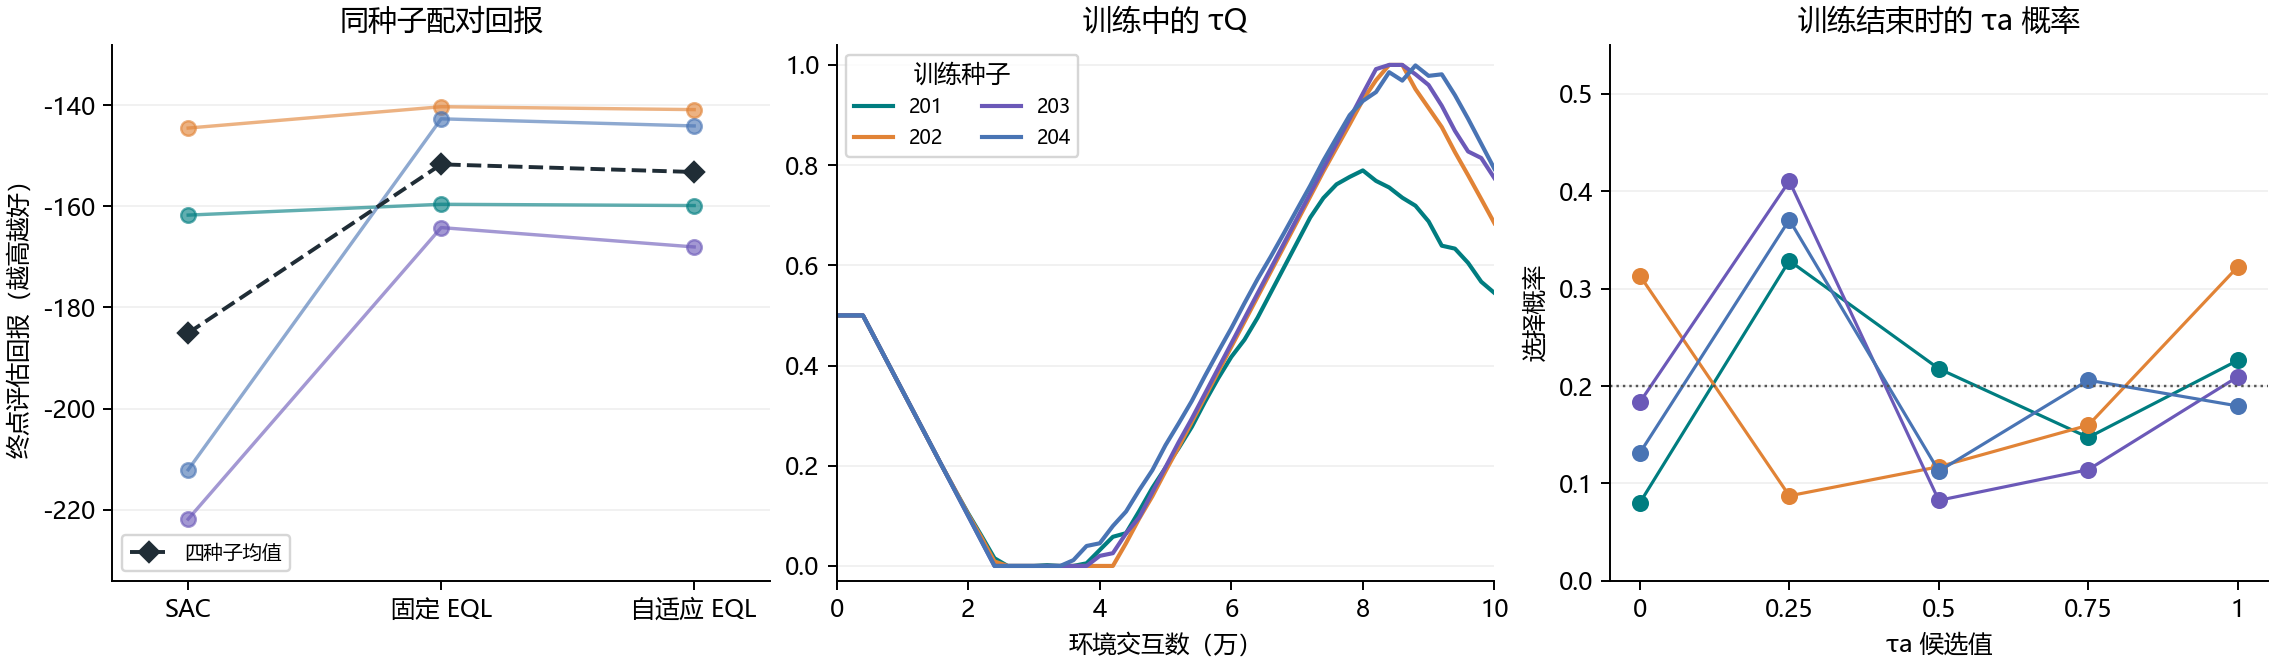 同种子配对回报
终点评估回报（越高越好）
-140
-160
-180
-200
-220
四种子均值
SAC
固定 EQL
自适应 EQL
训练中的 τQ
训练种子
201
203
202
204
1.0
0.8
0.6
0.4
0.2
0.0
0
2
4
6
8
10
环境交互数（万）
训练结束时的 τa 概率
选择概率
0.5
0.4
0.3
0.2
0.1
0.0
0
0.25
0.5
0.75
1
τa 候选值